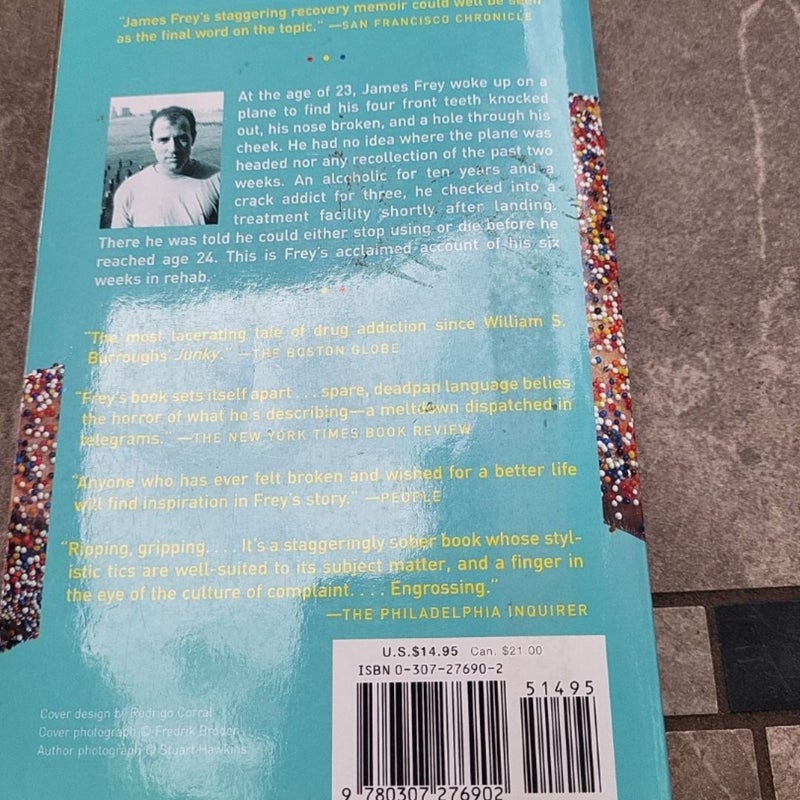 "James Frey's staggering recovery memoir could well be seen
as the final word on the topic." —SAN FRANCISCO CHRONICLE
At the age of 23, James Frey woke up on a
plane to find his four front teeth knocked
out, his nose broken, and a hole through his
cheek. He had no idea where the plane was
headed nor any recollection of the past two
weeks. An alcoholic for ten years and a
crack addict for three, he checked into a
treatment facility shortly after landing.
There he was told he could either stop using or die before he
reached age 24. This is Frey's acclaimed account of his six
weeks in rehab.
"The most lacerating tale of drug addiction since William S.
Burroughs' Junky." —THE BOSTON GLOBE
"Frey's book sets itself apart . . . spare, deadpan language belies
the horror of what he's describing—a meltdown dispatched in
telegrams." —THE NEW YORK TIMES BOOK REVIEW
"Anyone who has ever felt broken and wished for a better life
will find inspiration in Frey's story." —PEOPLE
"Ripping, gripping. . . . It's a staggeringly sober book whose styl-
istic tics are well-suited to its subject matter, and a finger in
the eye of the culture of complaint. . . . Engrossing."
—THE PHILADELPHIA INQUIRER
U.S.$14.95 Can. $21.00
ISBN 0-307-27690-2
51495
9 780307 276902
Cover design by Rodrigo Corral
Cover photograph © Fredrik Broden
Author photograph © Stuart Hawkins